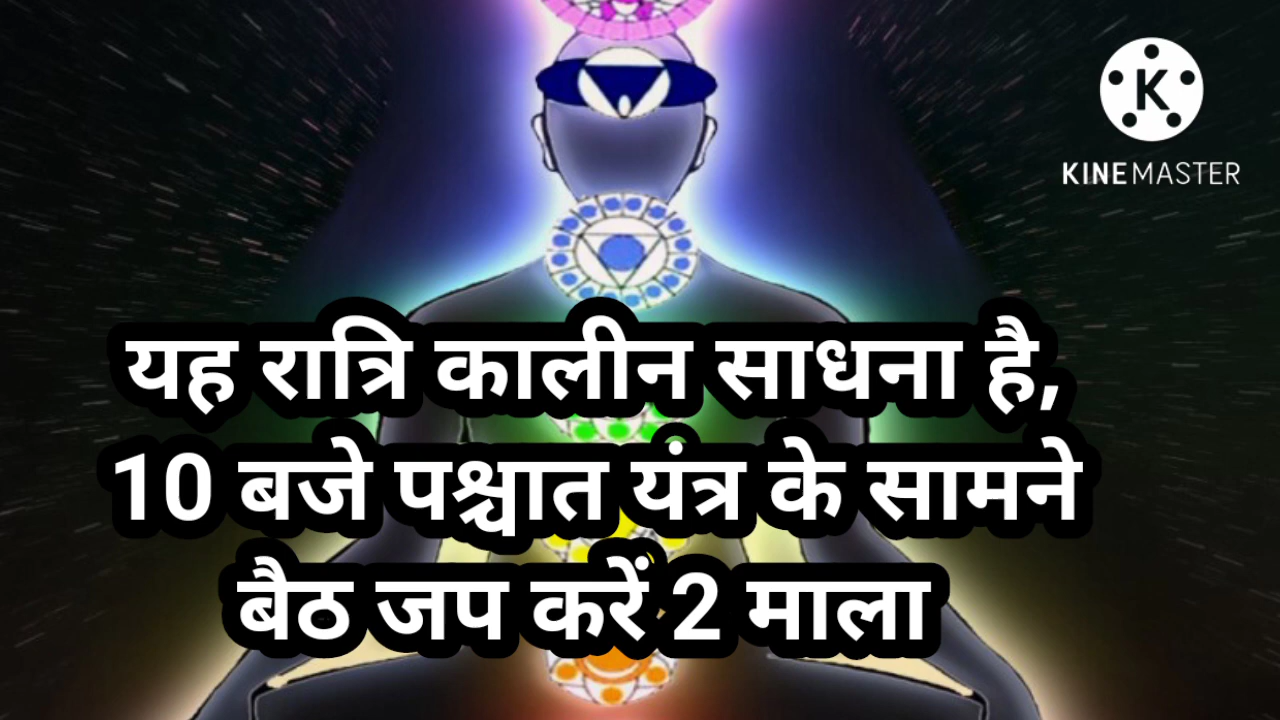 K
KINEMASTER
यह रात्रि कालीन साधना है,
10 बजे पश्चात यंत्र के सामने
बैठ जप करें 2 माला